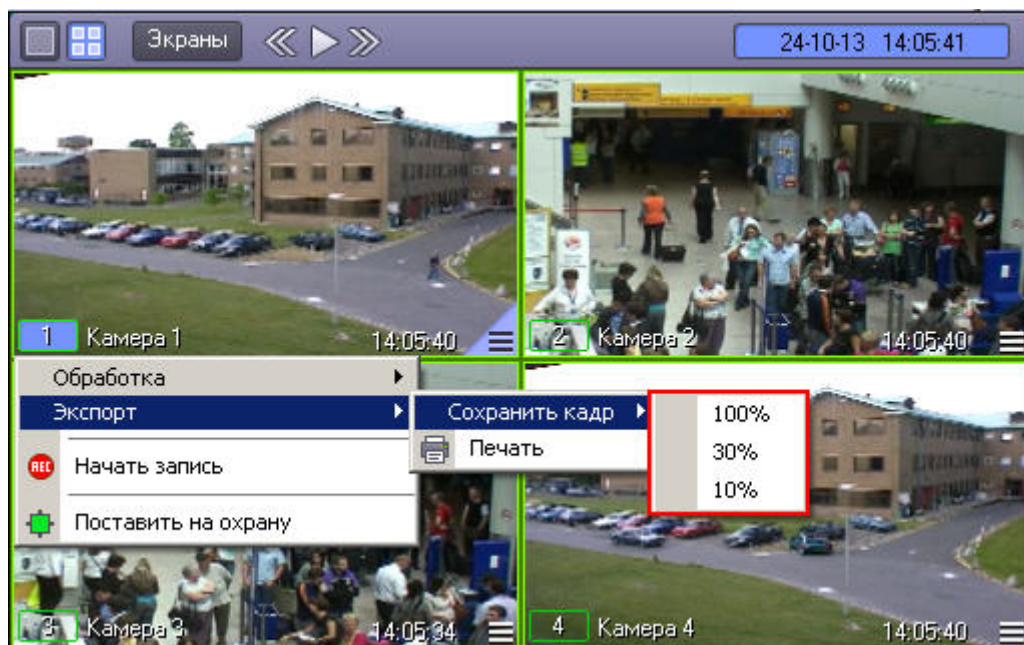 Экраны
24-10-13 14:05:41
1 Камера 1 14:05:40
2 Камера 2 14:05:40
Обработка
Экспорт
Сохранить кадр
100%
Печать
30%
10%
REC Начать запись
Поставить на охрану
3 Камера 3 14:05:34
4 Камера 4 14:05:40